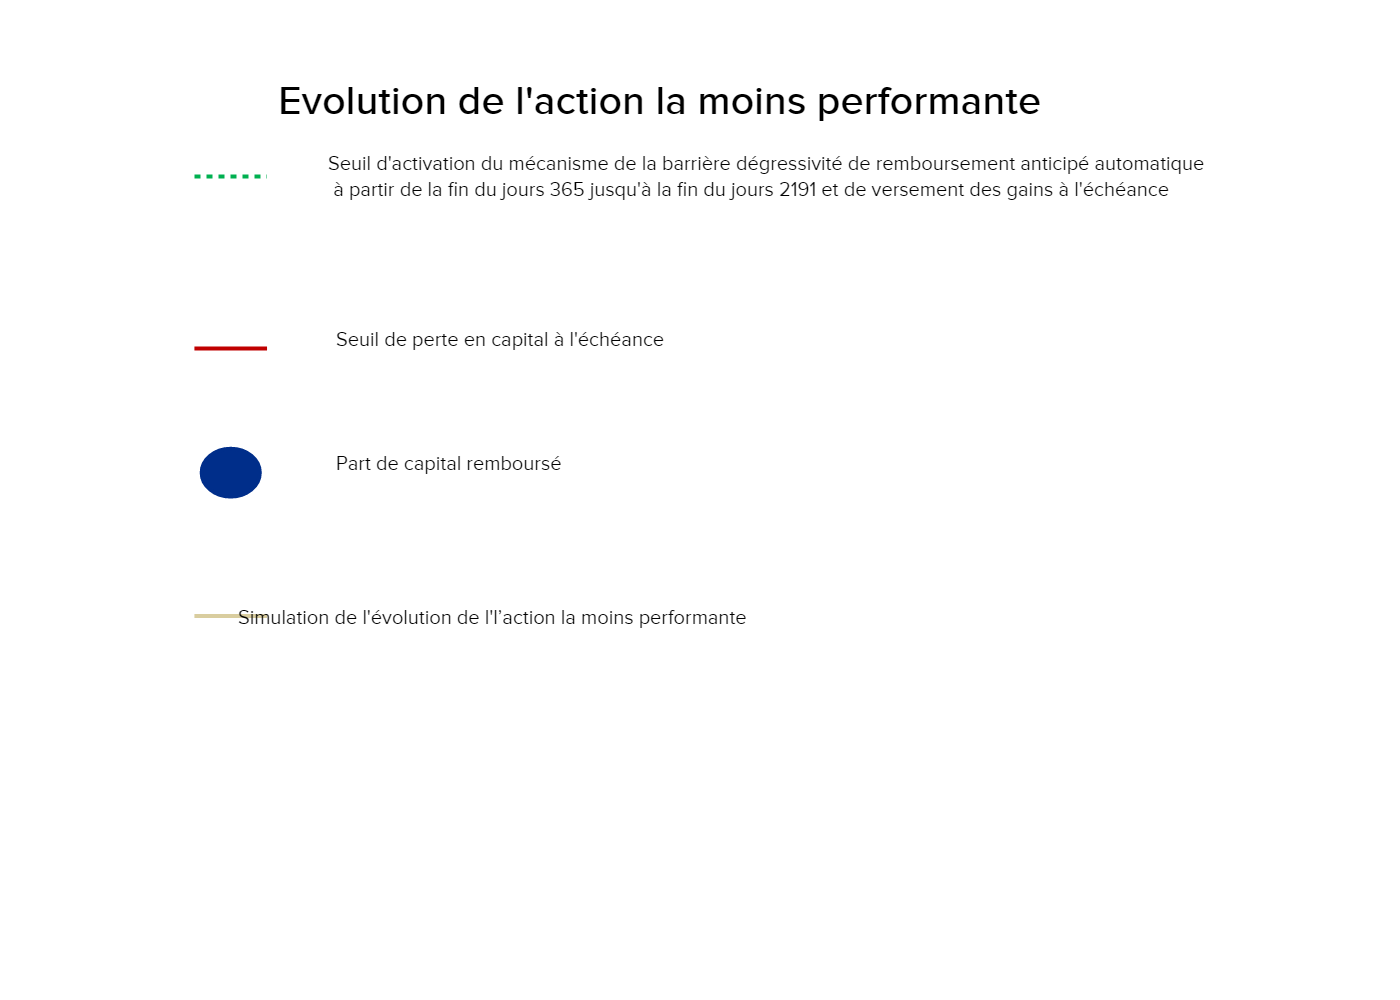 Evolution de l'action la moins performante
Seuil d'activation du mécanisme de la barrière dégressivité de remboursement anticipé automatique
à partir de la fin du jours 365 jusqu'à la fin du jours 2191 et de versement des gains à l'échéance
Seuil de perte en capital à l'échéance
Part de capital remboursé
Simulation de l'évolution de l'l’action la moins performante